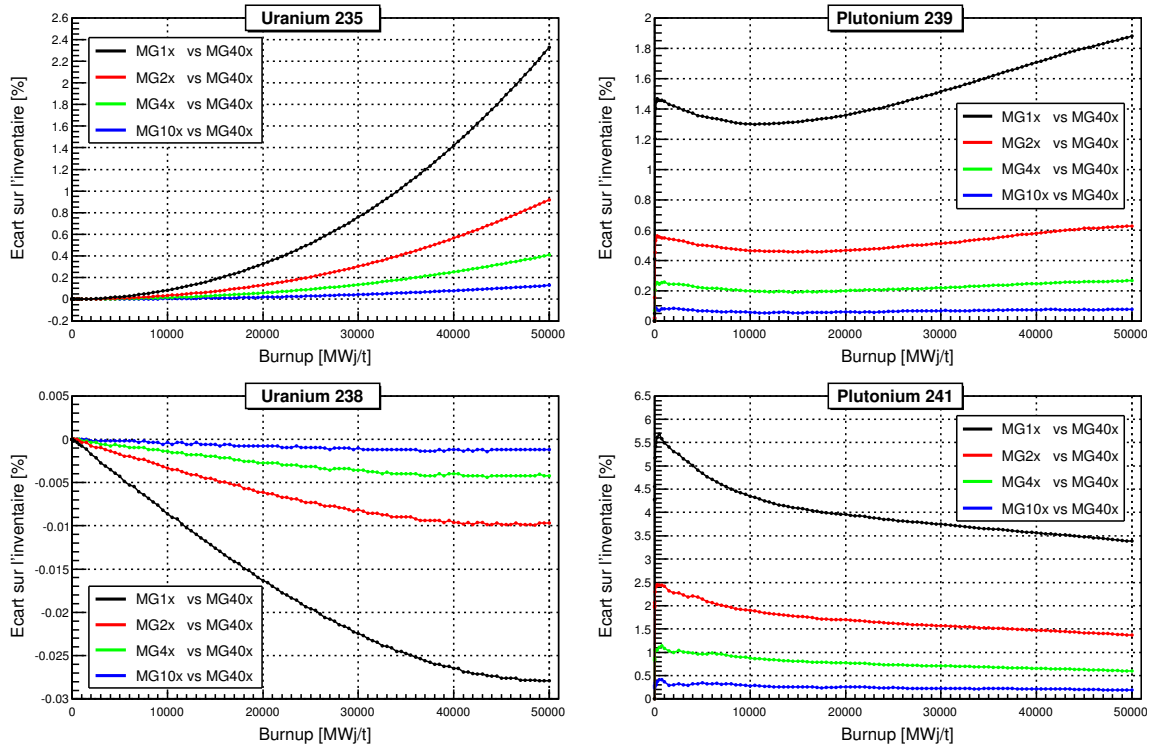 Uranium 235
Ecart sur l'inventaire [%]
2.6
2.4
2.2
2
1.8
1.6
1.4
1.2
1
0.8
0.6
0.4
0.2
0
-0.2
MG1x vs MG40x
MG2x vs MG40x
MG4x vs MG40x
MG10x vs MG40x
0 10000 20000 30000 40000 50000
Burnup [MWj/t]
Plutonium 239
Ecart sur l'inventaire [%]
2
1.8
1.6
1.4
1.2
1
0.8
0.6
0.4
0.2
0
MG1x vs MG40x
MG2x vs MG40x
MG4x vs MG40x
MG10x vs MG40x
0 10000 20000 30000 40000 50000
Burnup [MWj/t]
Uranium 238
Ecart sur l'inventaire [%]
0.005
0
-0.005
-0.01
-0.015
-0.02
-0.025
-0.03
MG1x vs MG40x
MG2x vs MG40x
MG4x vs MG40x
MG10x vs MG40x
0 10000 20000 30000 40000 50000
Burnup [MWj/t]
Plutonium 241
Ecart sur l'inventaire [%]
6.5
6
5.5
5
4.5
4
3.5
3
2.5
2
1.5
1
0.5
0
MG1x vs MG40x
MG2x vs MG40x
MG4x vs MG40x
MG10x vs MG40x
0 10000 20000 30000 40000 50000
Burnup [MWj/t]